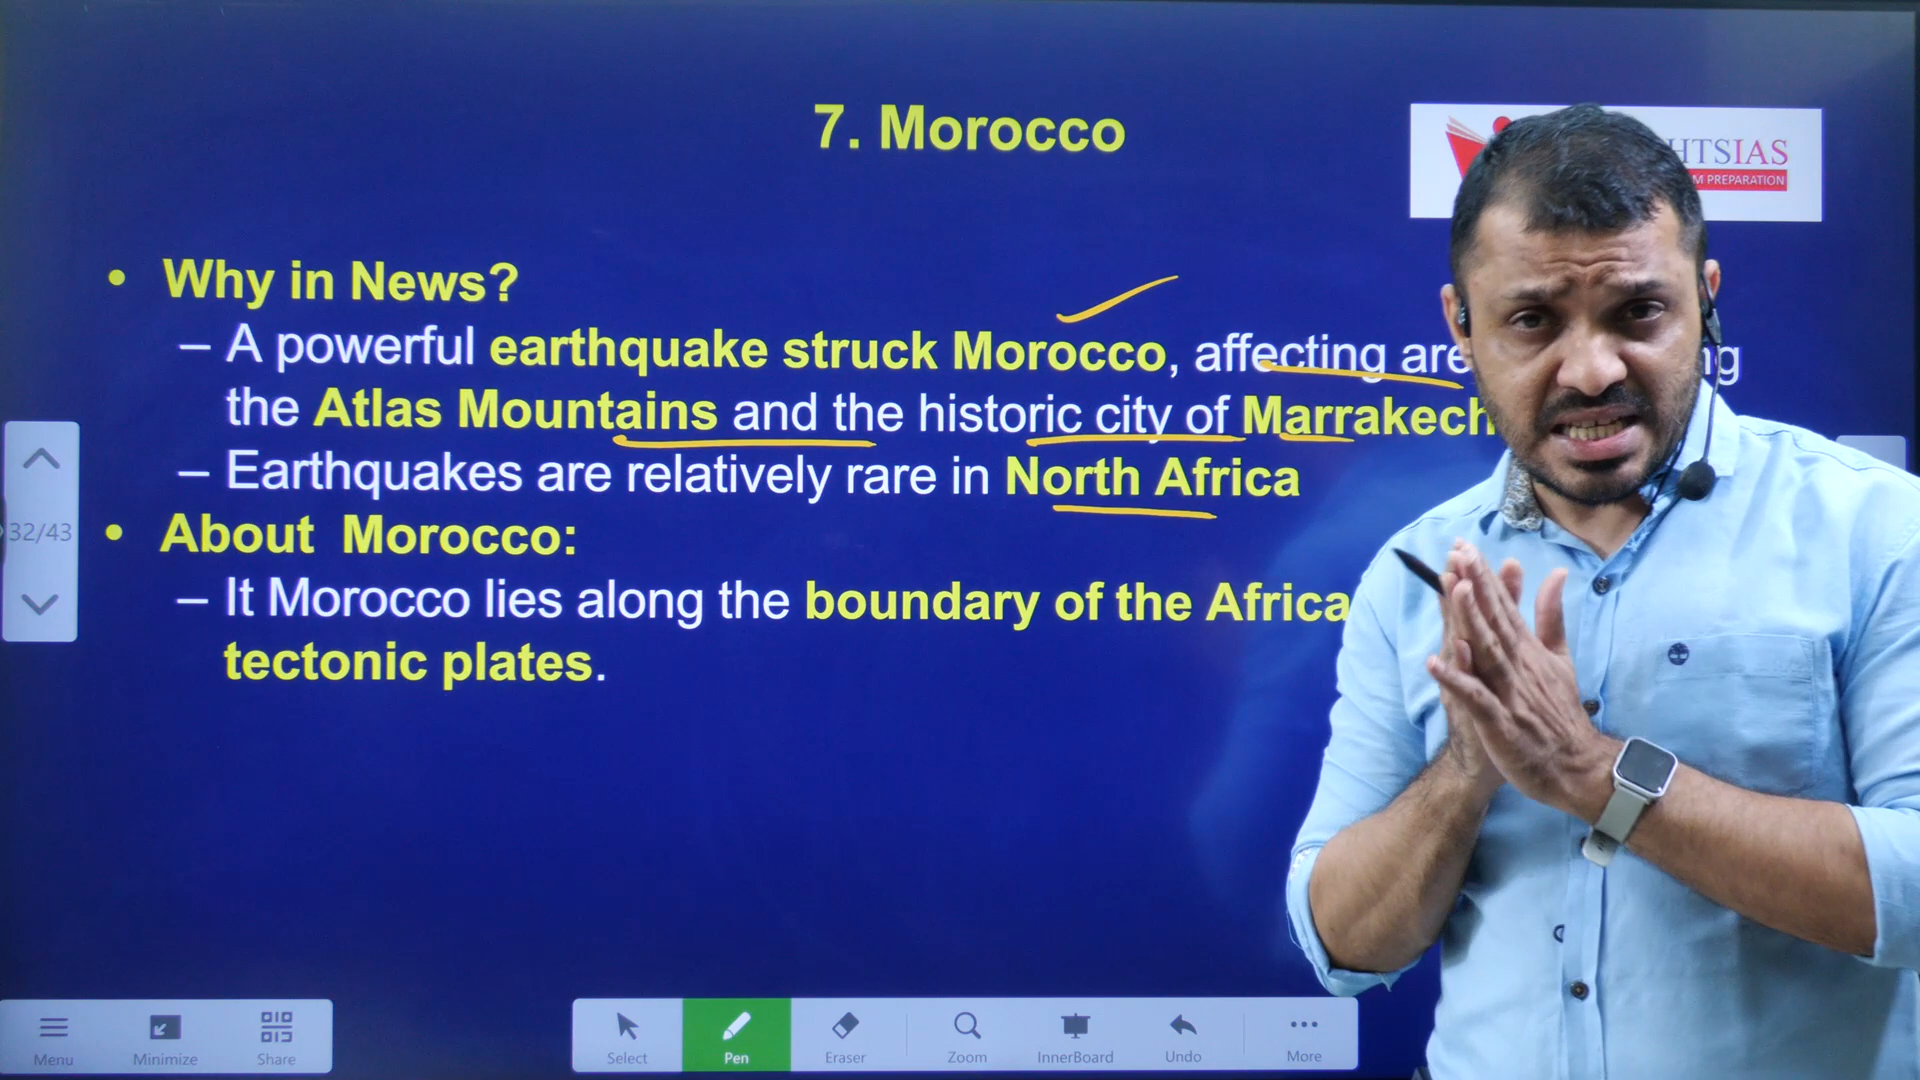 7. Morocco
HTSIAS
M PREPARATION
• Why in News?
– A powerful earthquake struck Morocco, affecting
the Atlas Mountains and the historic city of Marrakech
– Earthquakes are relatively rare in North Africa
32/43
• About Morocco:
– It Morocco lies along the boundary of the Africa
tectonic plates.
Menu Minimize Share Select Pen Eraser Zoom InnerBoard Undo More